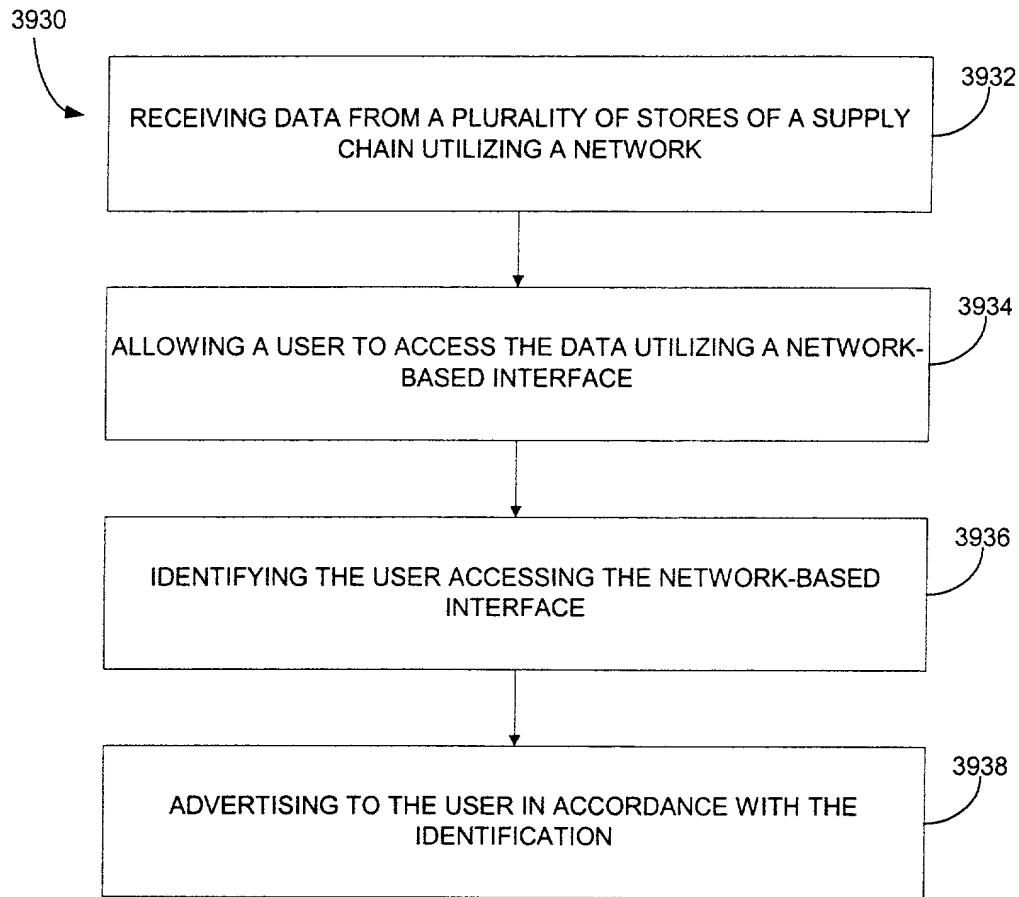 3930
3932
RECEIVING DATA FROM A PLURALITY OF STORES OF A SUPPLY
CHAIN UTILIZING A NETWORK
3934
ALLOWING A USER TO ACCESS THE DATA UTILIZING A NETWORK-
BASED INTERFACE
3936
IDENTIFYING THE USER ACCESSING THE NETWORK-BASED
INTERFACE
3938
ADVERTISING TO THE USER IN ACCORDANCE WITH THE
IDENTIFICATION